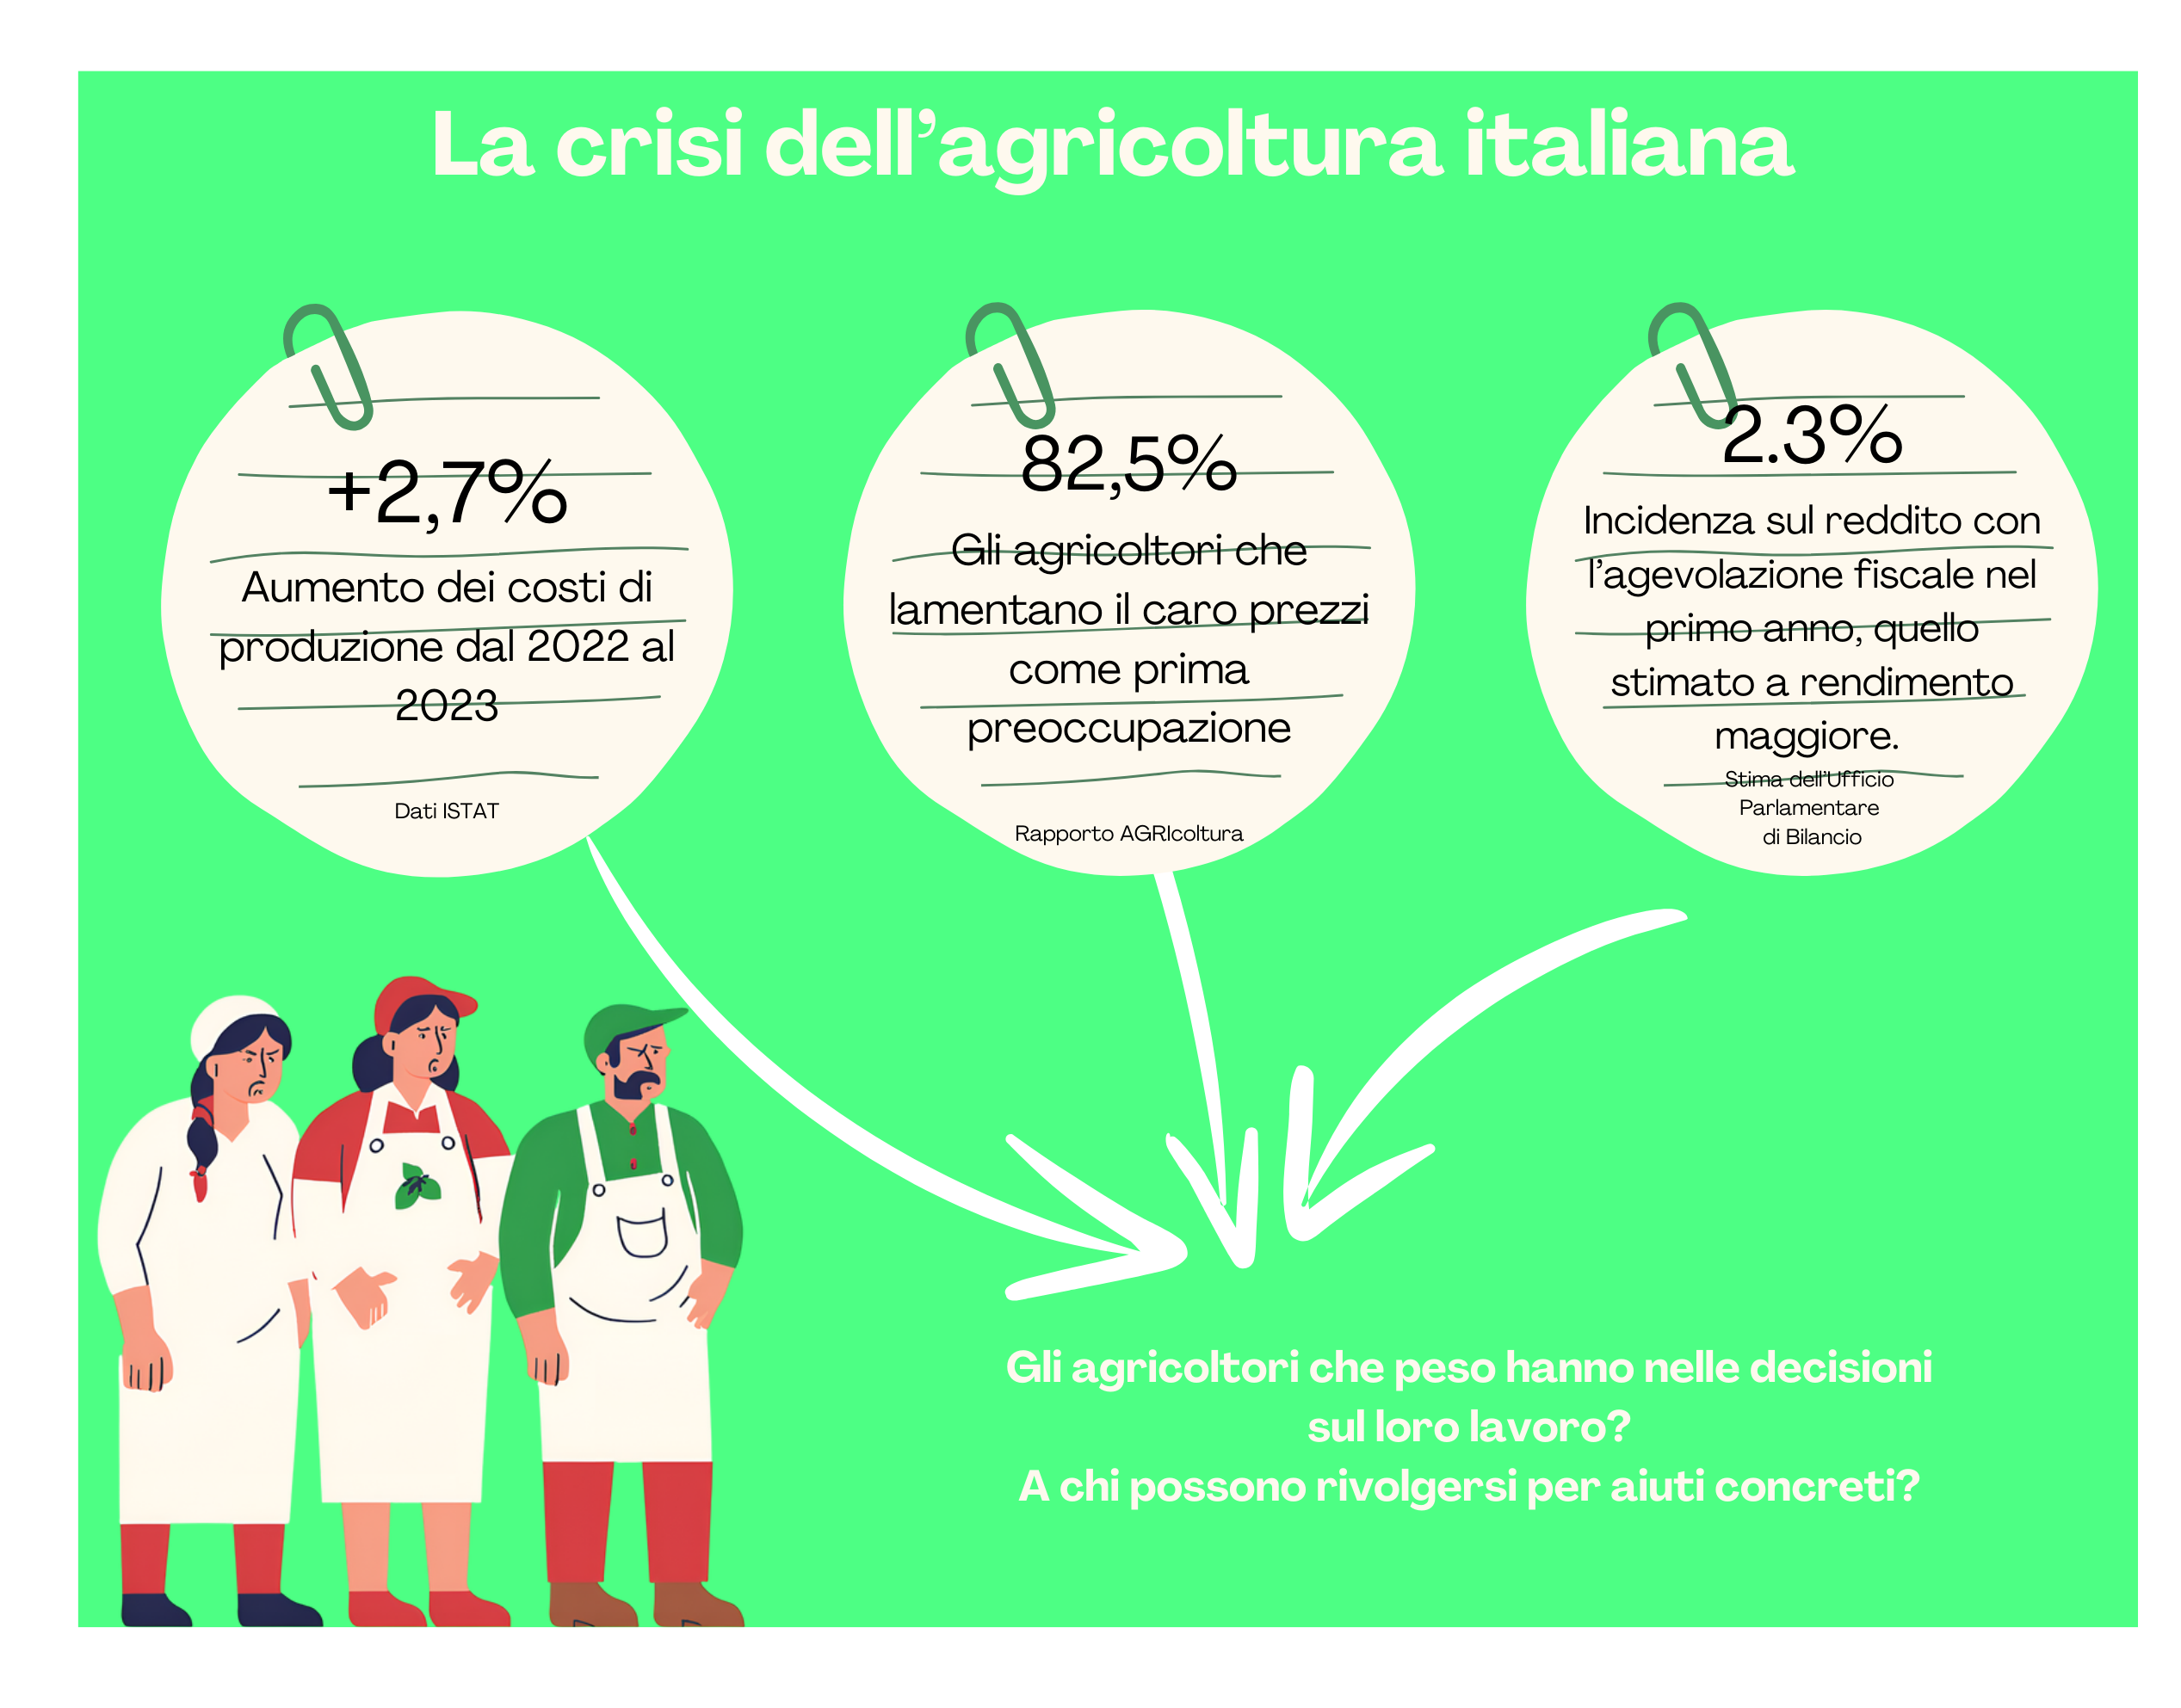 La crisi dell’agricoltura italiana
+2,7%
Aumento dei costi di
produzione dal 2022 al
2023
Dati ISTAT
82,5%
Gli agricoltori che
lamentano il caro prezzi
come prima
preoccupazione
Rapporto AGRIcoltura
2.3%
Incidenza sul reddito con
l’agevolazione fiscale nel
primo anno, quello
stimato a rendimento
maggiore.
Stima dell’Ufficio
Parlamentare
di Bilancio
Gli agricoltori che peso hanno nelle decisioni
sul loro lavoro?
A chi possono rivolgersi per aiuti concreti?